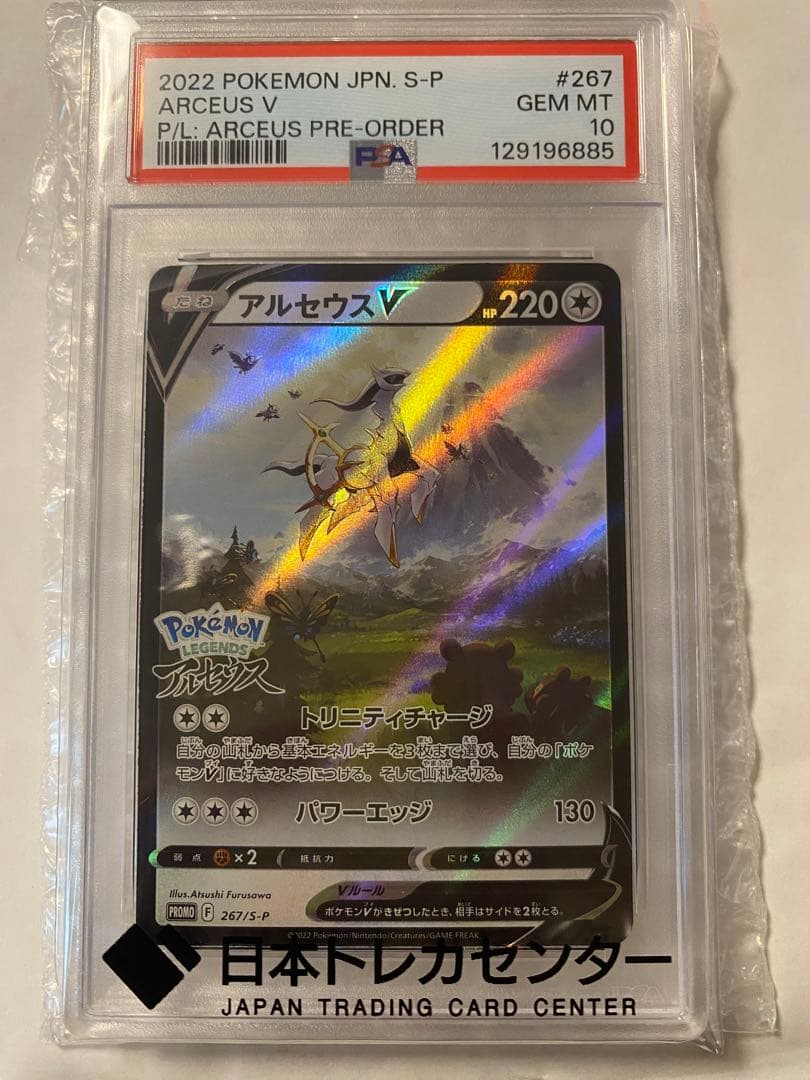 2022 POKEMON JPN. S-P #267
ARCEUS V GEM MT
P/L: ARCEUS PRE-ORDER 10
PSA 129196885
たね アルセウスV HP 220
Pokémon
LEGENDS
アルセウス
トリニティチャージ
自分の山札から基本エネルギーを3枚まで選び、自分の「ポケ
モンV」に好きなようにつける。そして山札を切る。
パワーエッジ 130
弱点 ×2 抵抗力 にげる
Vルール
Illus.Atsushi Furusawa
ポケモンVがきぜつしたとき、相手はサイドを2枚とる。
PROMO F 267/S-P
©2022 Pokémon/Nintendo/Creatures/GAME FREAK
日本トレカセンター
JAPAN TRADING CARD CENTER